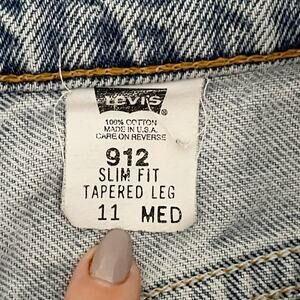 LEVI'S
100% COTTON
MADE IN U.S.A.
CARE ON REVERSE
912
SLIM FIT
TAPERED LEG
11 MED